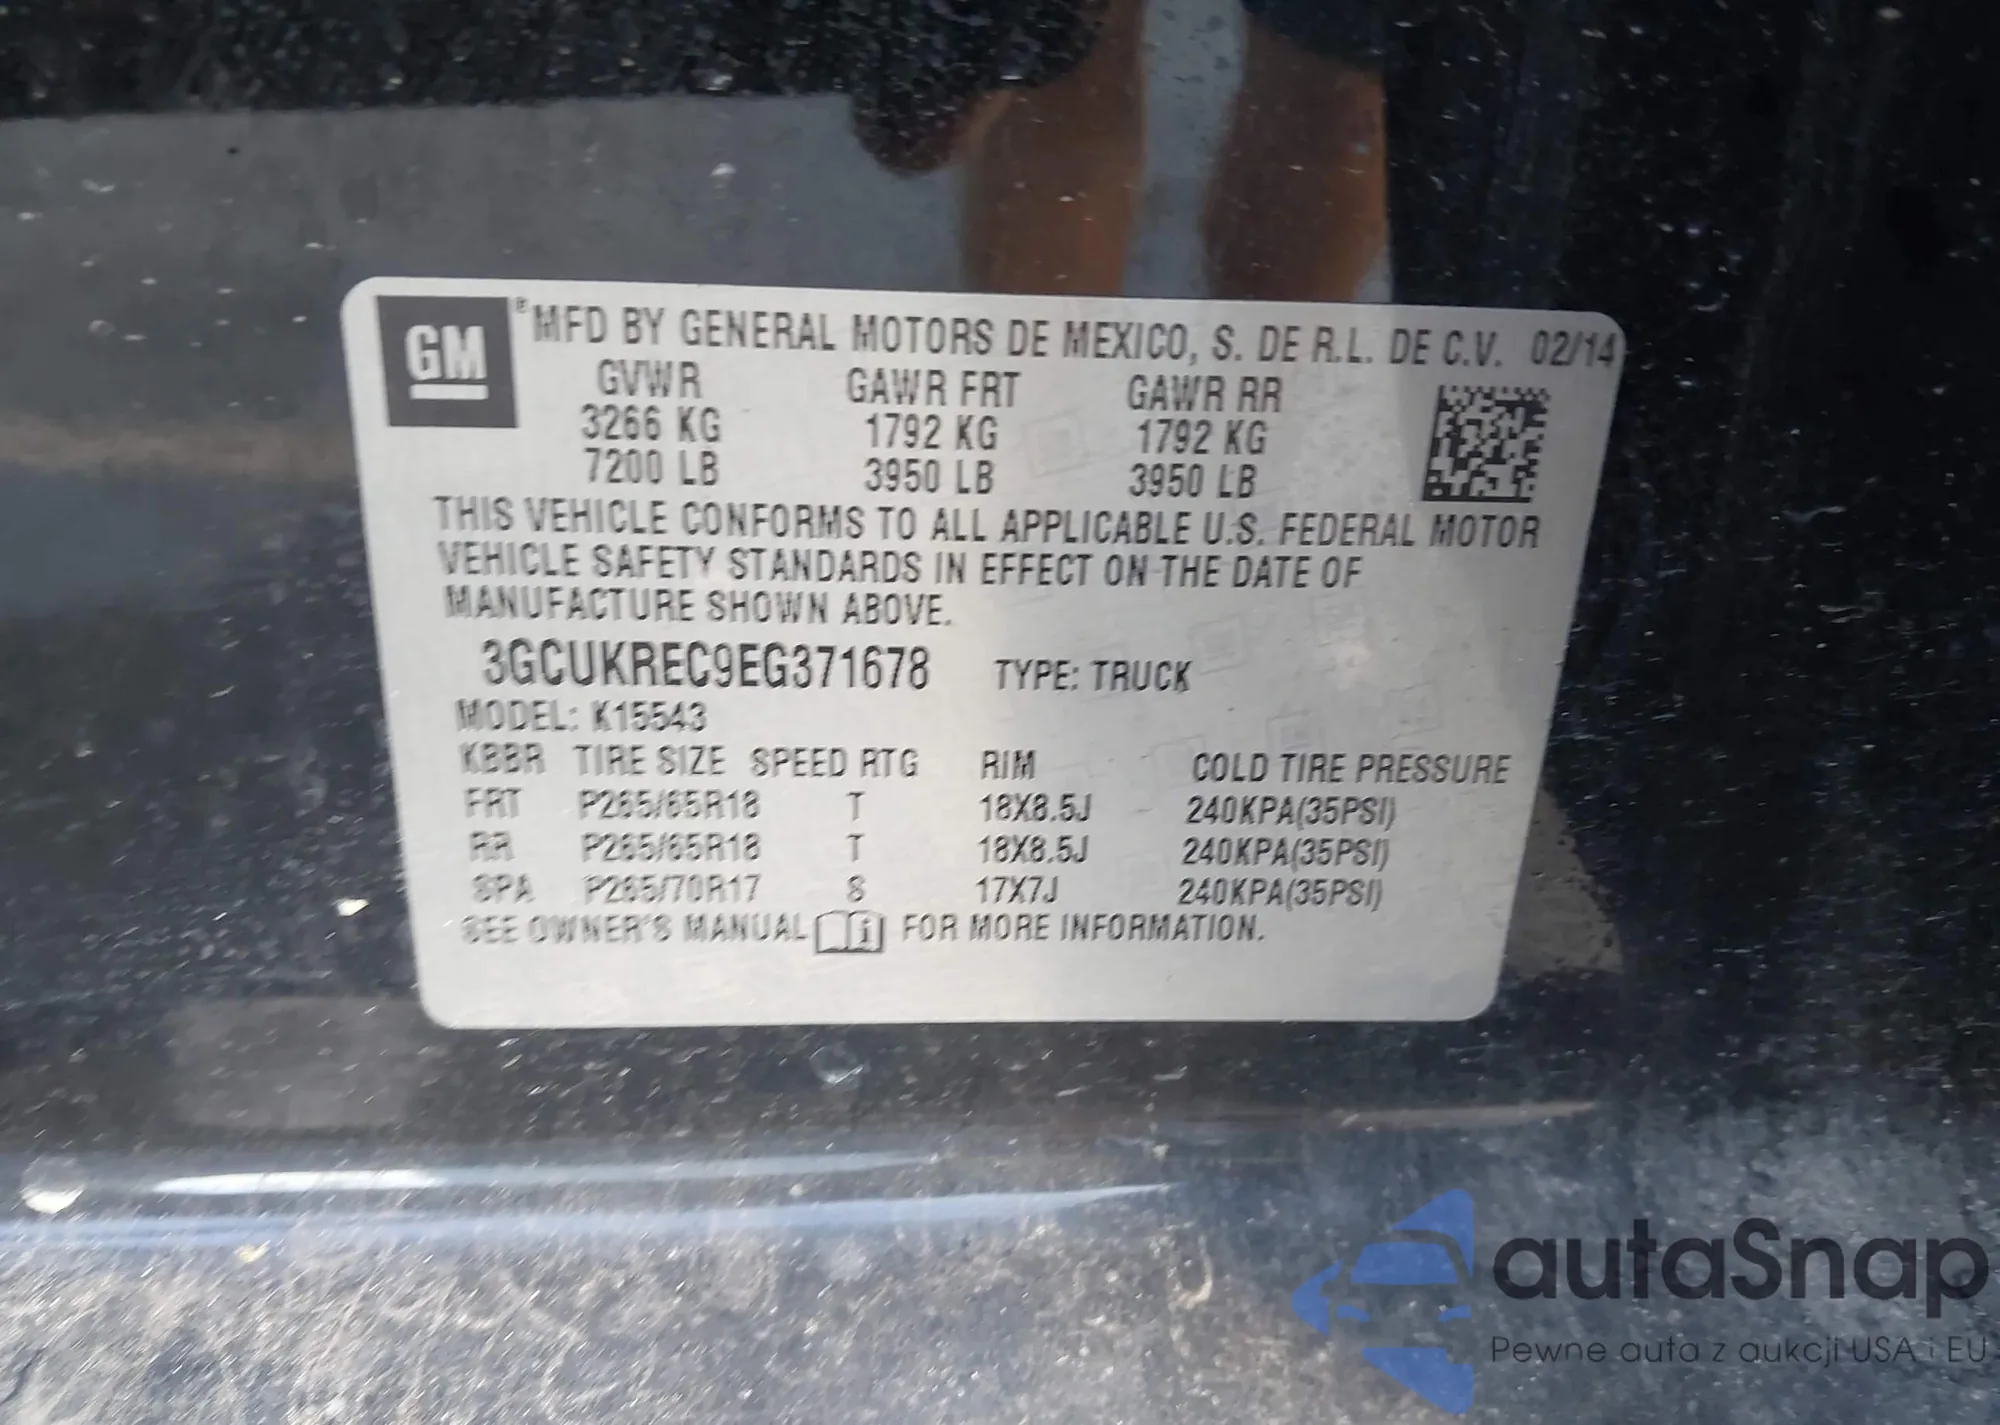 GM ® MFD BY GENERAL MOTORS DE MEXICO, S. DE R.L. DE C.V. 02/14
GVWR GAWR FRT GAWR RR
3266 KG 1792 KG 1792 KG
7200 LB 3950 LB 3950 LB
THIS VEHICLE CONFORMS TO ALL APPLICABLE U.S. FEDERAL MOTOR
VEHICLE SAFETY STANDARDS IN EFFECT ON THE DATE OF
MANUFACTURE SHOWN ABOVE.
3GCUKREC9EG371678 TYPE: TRUCK
MODEL: K15543
KBBR TIRE SIZE SPEED RTG RIM COLD TIRE PRESSURE
FRT P265/65R18 T 18X8.5J 240KPA(35PSI)
RR P265/65R18 T 18X8.5J 240KPA(35PSI)
SPA P265/70R17 S 17X7J 240KPA(35PSI)
SEE OWNER'S MANUAL i FOR MORE INFORMATION.
autaSnap
Pewne auta z aukcji USA i EU